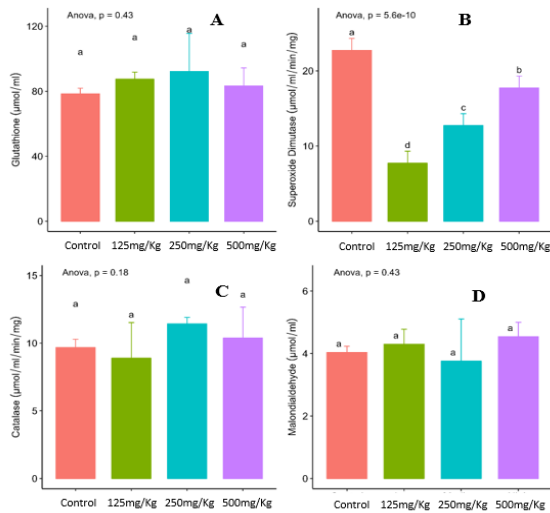 Anova, p = 0.43
A
a
a
a
a
120
80
40
0
Glutathione (µmol/ml)
Control
125mg/Kg
250mg/Kg
500mg/Kg
Anova, p = 5.6e-10
B
a
d
c
b
20
10
0
Superoxide Dimutase (µmol/ml/min/mg)
Control
125mg/Kg
250mg/Kg
500mg/Kg
Anova, p = 0.18
C
a
a
a
a
15
10
5
0
Catalase (µmol/ml/min/mg)
Control
125mg/Kg
250mg/Kg
500mg/Kg
Anova, p = 0.43
D
a
a
a
a
6
4
2
0
Malondialdehyde (µmol/ml)
Control
125mg/Kg
250mg/Kg
500mg/Kg